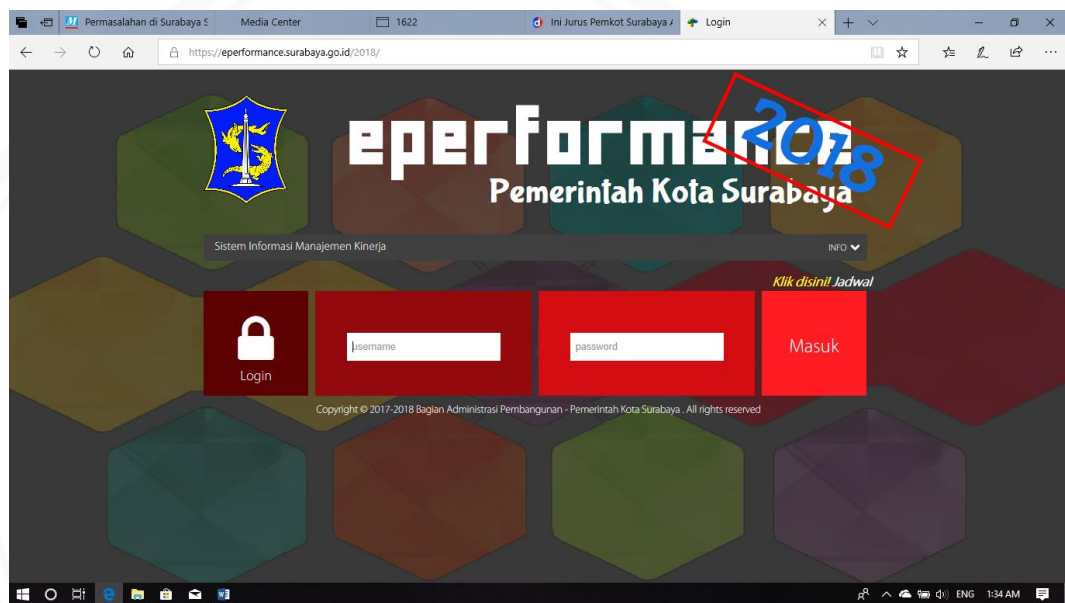 Permasalahan di Surabaya S
Media Center
1622
Ini Jurus Pemkot Surabaya A
Login
https://eperformance.surabaya.go.id/2018/
eperformance
2018
Pemerintah Kota Surabaya
Sistem Informasi Manajemen Kinerja
INFO
Klik disini! Jadwal
username
password
Masuk
Login
Copyright © 2017-2018 Bagian Administrasi Pembangunan - Pemerintah Kota Surabaya . All rights reserved
ENG
1:34 AM